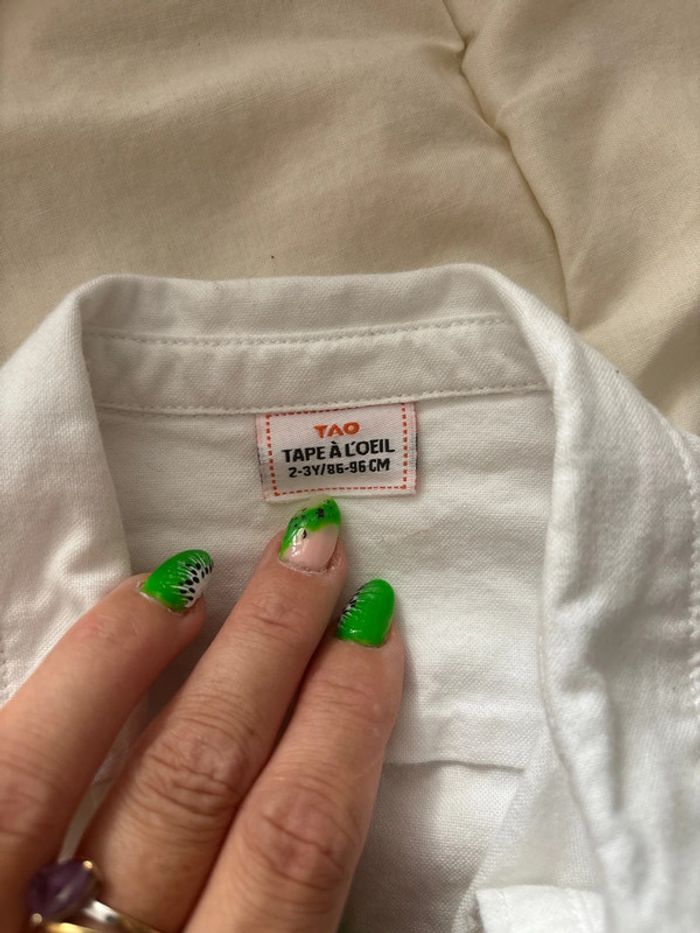 TAO
TAPE À L'OEIL
2-3Y/86-96 CM